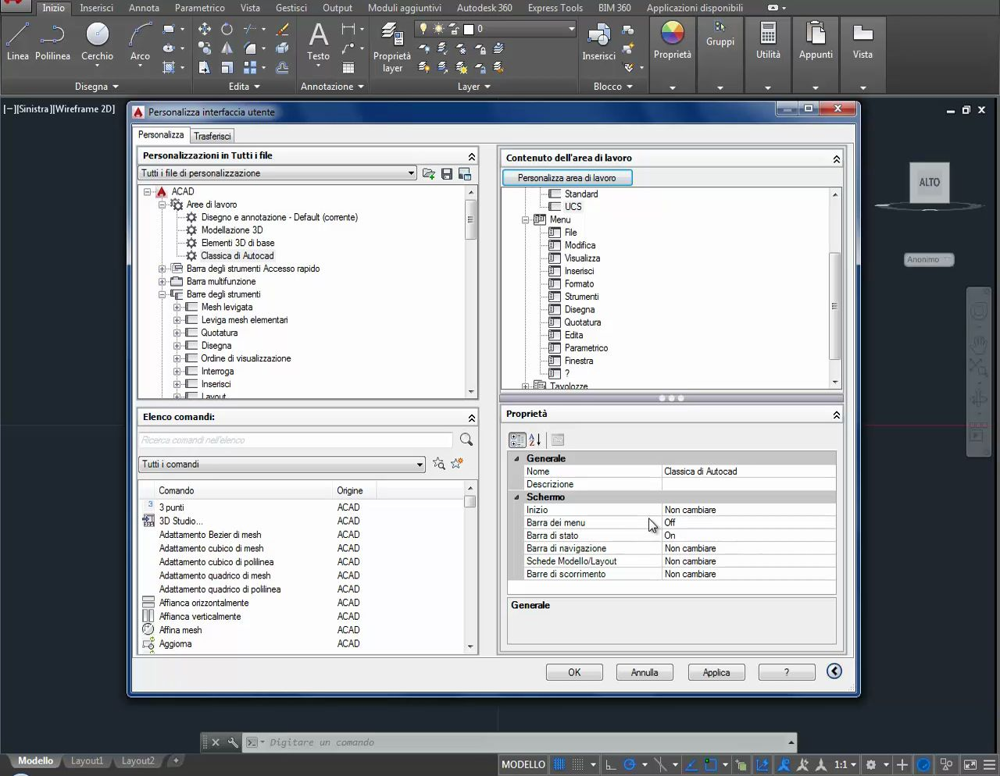 Inizio Inserisci Annota Parametrico Vista Gestisci Output Moduli aggiuntivi Autodesk 360 Express Tools BIM 360 Applicazioni disponibili
Linea Polilinea Cerchio Arco
Disegna
Edita
Testo
Annotazione
Proprietà layer
0
Layer
Inserisci
Blocco
Proprietà
Gruppi
Utilità
Appunti
Vista
[−][Sinistra][Wireframe 2D]
ALTO
Anonimo
Personalizza interfaccia utente
Personalizza Trasferisci
Personalizzazioni in Tutti i file
Tutti i file di personalizzazione
ACAD
Aree di lavoro
Disegno e annotazione - Default (corrente)
Modellazione 3D
Elementi 3D di base
Classica di Autocad
Barra degli strumenti Accesso rapido
Barra multifunzione
Barre degli strumenti
Mesh levigata
Leviga mesh elementari
Quotatura
Disegna
Ordine di visualizzazione
Interroga
Inserisci
Layout
Elenco comandi:
Ricerca comandi nell'elenco
Tutti i comandi
Comando Origine
3 punti ACAD
3D Studio... ACAD
Adattamento Bezier di mesh ACAD
Adattamento cubico di mesh ACAD
Adattamento cubico di polilinea ACAD
Adattamento quadrico di mesh ACAD
Adattamento quadrico di polilinea ACAD
Affianca orizzontalmente ACAD
Affianca verticalmente ACAD
Affina mesh ACAD
Aggiorna ACAD
Contenuto dell'area di lavoro
Personalizza area di lavoro
Standard
UCS
Menu
File
Modifica
Visualizza
Inserisci
Formato
Strumenti
Disegna
Quotatura
Edita
Parametrico
Finestra
?
Tavolozze
Proprietà
Generale
Nome Classica di Autocad
Descrizione
Schermo
Inizio Non cambiare
Barra dei menu Off
Barra di stato On
Barra di navigazione Non cambiare
Schede Modello/Layout Non cambiare
Barre di scorrimento Non cambiare
Generale
OK Annulla Applica ?
Digitare un comando
Modello Layout1 Layout2 +
MODELLO 1:1